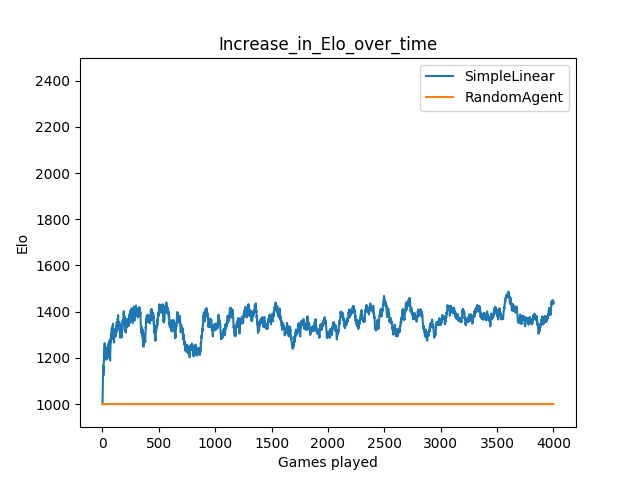 Increase_in_Elo_over_time
SimpleLinear
RandomAgent
2400
2200
2000
1800
1600
1400
1200
1000
Elo
0 500 1000 1500 2000 2500 3000 3500 4000
Games played